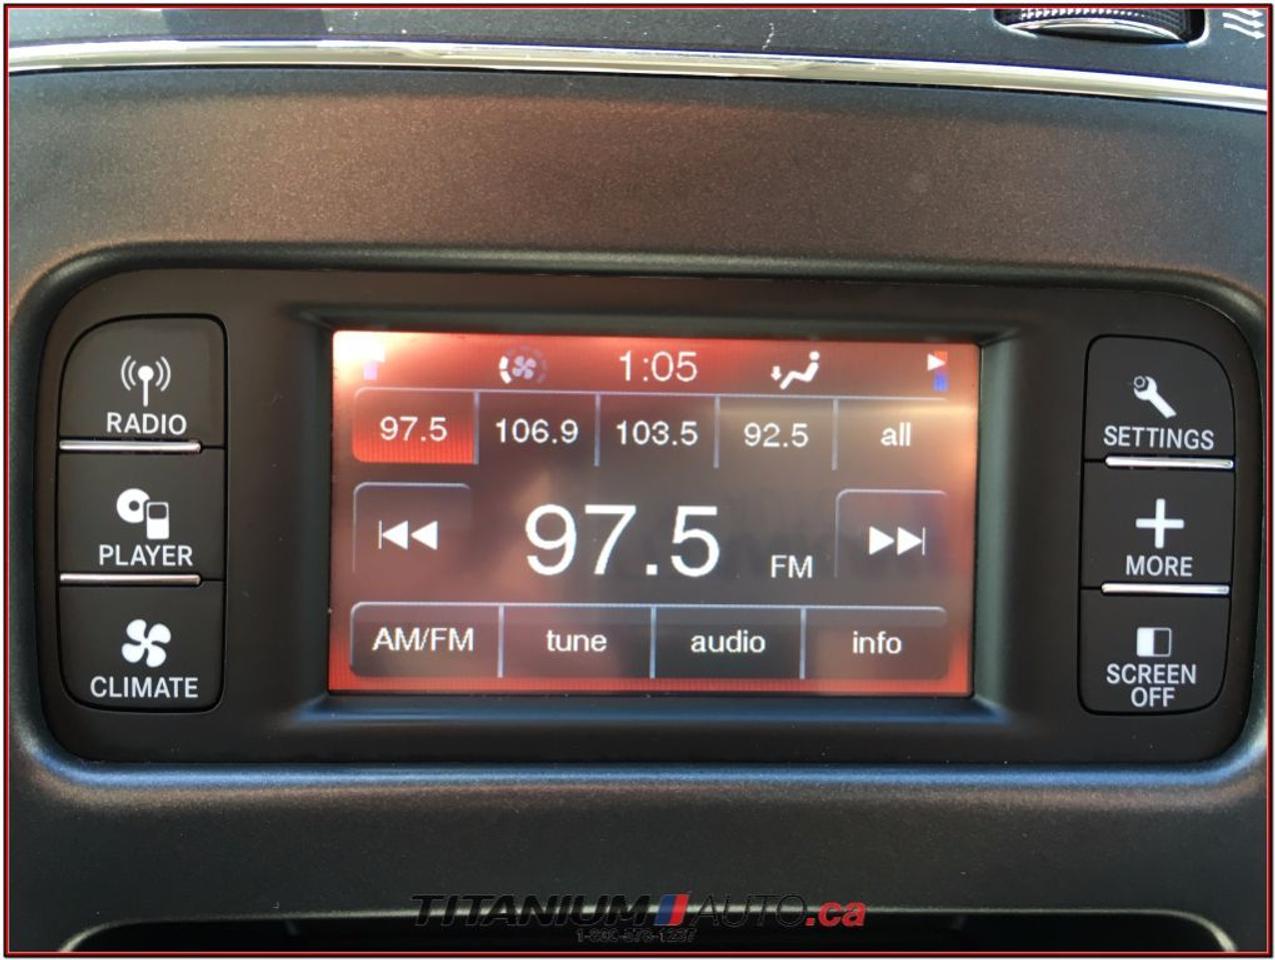 1:05
97.5 106.9 103.5 92.5 all
97.5 FM
AM/FM tune audio info
RADIO
PLAYER
CLIMATE
SETTINGS
MORE
SCREEN
OFF
TITANIUM AUTO.ca